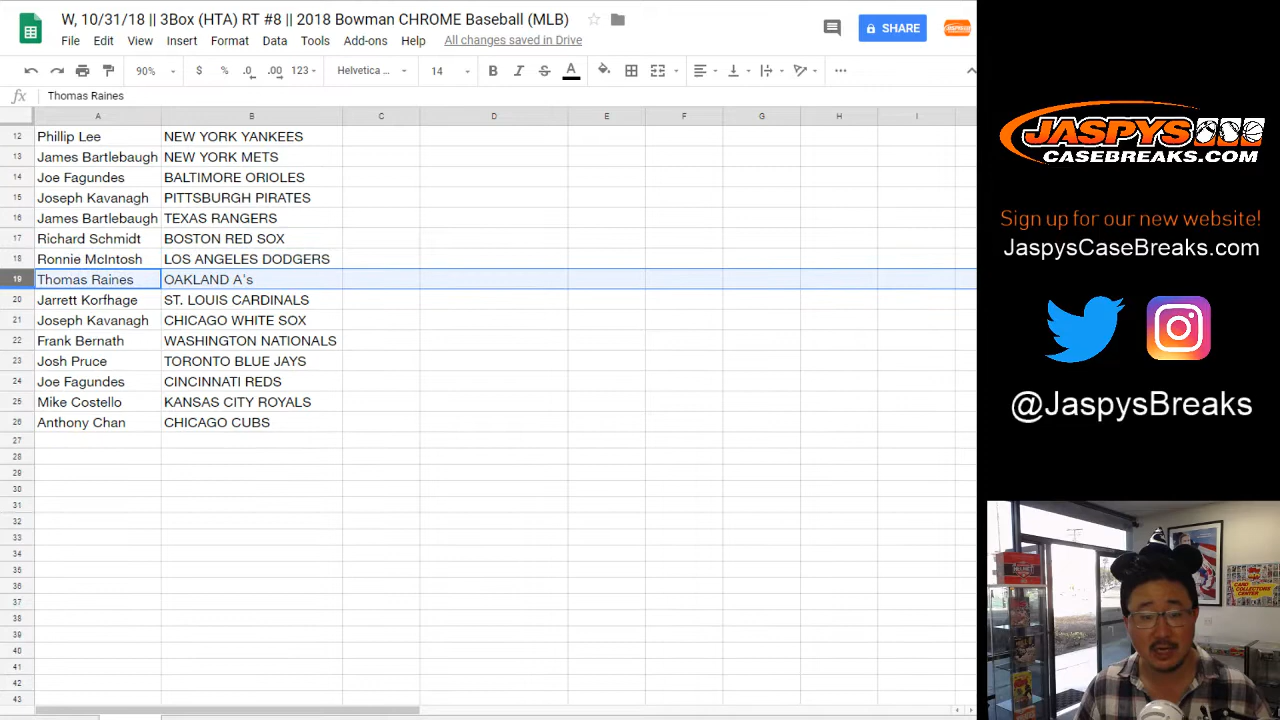 W, 10/31/18 || 3Box (HTA) RT #8 || 2018 Bowman CHROME Baseball (MLB)
File Edit View Insert Format Data Tools Add-ons Help All changes saved in Drive
SHARE
90% $ % .0 .00 123 Helvetica ... 14 B I S A
fx Thomas Raines
A B C D E F G H I
12 Phillip Lee NEW YORK YANKEES
13 James Bartlebaugh NEW YORK METS
14 Joe Fagundes BALTIMORE ORIOLES
15 Joseph Kavanagh PITTSBURGH PIRATES
16 James Bartlebaugh TEXAS RANGERS
17 Richard Schmidt BOSTON RED SOX
18 Ronnie McIntosh LOS ANGELES DODGERS
19 Thomas Raines OAKLAND A's
20 Jarrett Korfhage ST. LOUIS CARDINALS
21 Joseph Kavanagh CHICAGO WHITE SOX
22 Frank Bernath WASHINGTON NATIONALS
23 Josh Pruce TORONTO BLUE JAYS
24 Joe Fagundes CINCINNATI REDS
25 Mike Costello KANSAS CITY ROYALS
26 Anthony Chan CHICAGO CUBS
27
28
29
30
31
32
33
34
35
36
37
38
39
40
41
42
43
JASPYS
CASEBREAKS.COM
Sign up for our new website!
JaspysCaseBreaks.com
@JaspysBreaks